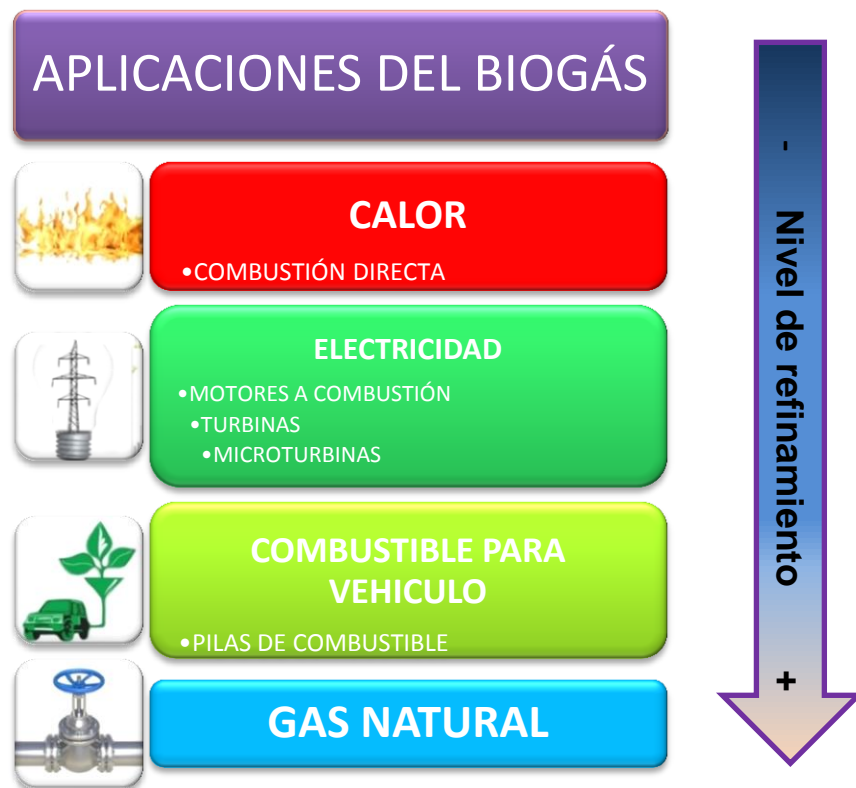 APLICACIONES DEL BIOGÁS
CALOR
•COMBUSTIÓN DIRECTA
ELECTRICIDAD
•MOTORES A COMBUSTIÓN
•TURBINAS
•MICROTURBINAS
COMBUSTIBLE PARA
VEHICULO
•PILAS DE COMBUSTIBLE
GAS NATURAL
- Nivel de refinamiento +